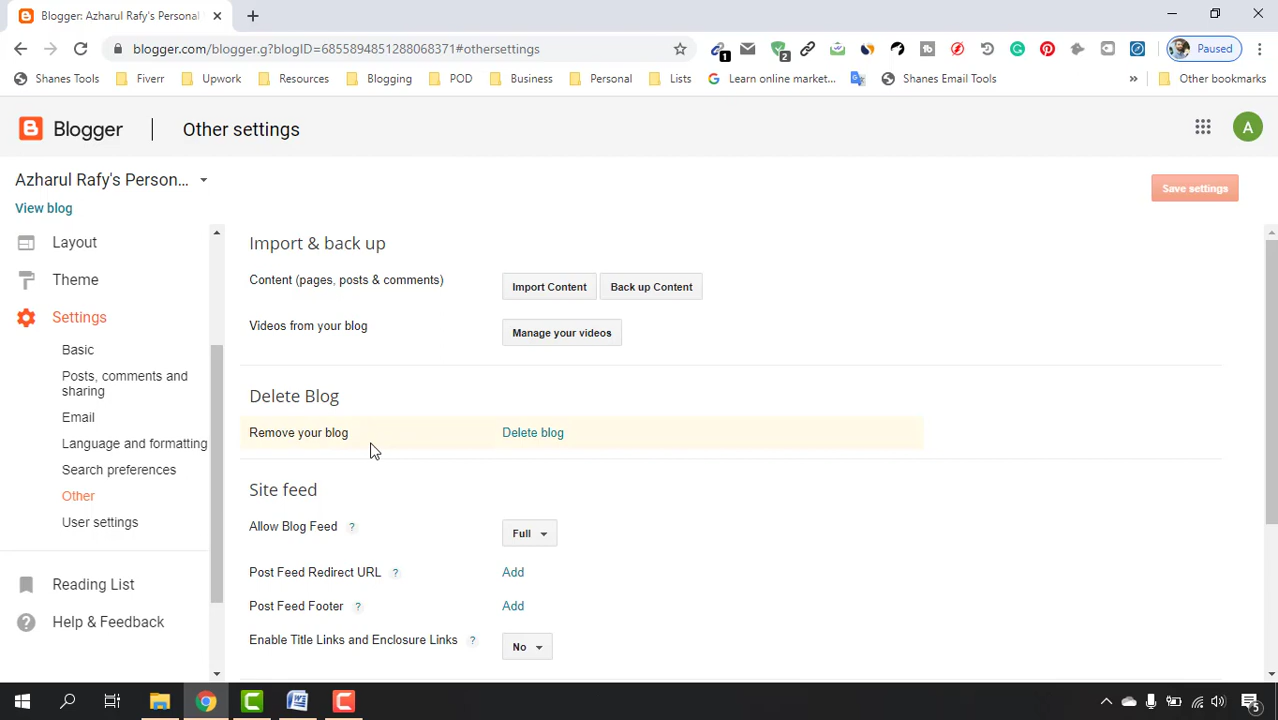 Blogger: Azharul Rafy's Personal
blogger.com/blogger.g?blogID=6855894851288068371#othersettings
1
2
Paused
Shanes Tools
Fiverr
Upwork
Resources
Blogging
POD
Business
Personal
Lists
Learn online market...
Shanes Email Tools
»
Other bookmarks
Blogger
Other settings
A
Azharul Rafy's Person...
View blog
Save settings
Layout
Theme
Settings
Basic
Posts, comments and
sharing
Email
Language and formatting
Search preferences
Other
User settings
Reading List
Help & Feedback
Import & back up
Content (pages, posts & comments)
Import Content
Back up Content
Videos from your blog
Manage your videos
Delete Blog
Remove your blog
Delete blog
Site feed
Allow Blog Feed ?
Full
Post Feed Redirect URL ?
Add
Post Feed Footer ?
Add
Enable Title Links and Enclosure Links ?
No
5